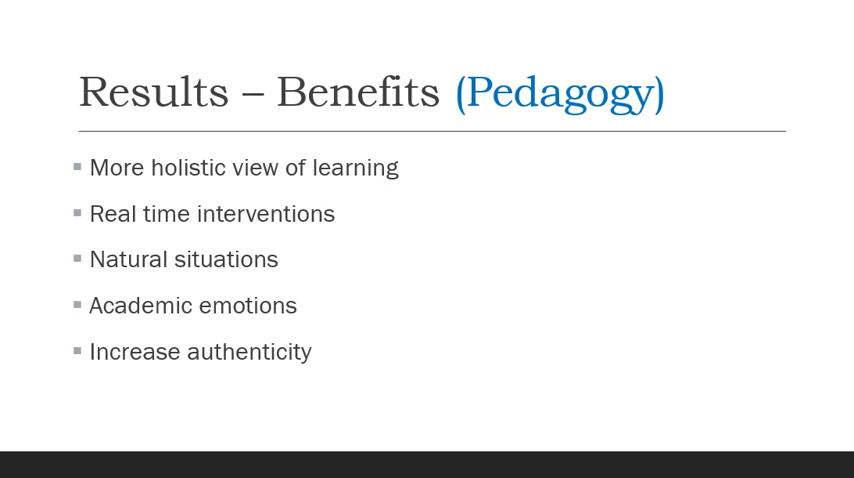 Results – Benefits (Pedagogy)
More holistic view of learning
Real time interventions
Natural situations
Academic emotions
Increase authenticity